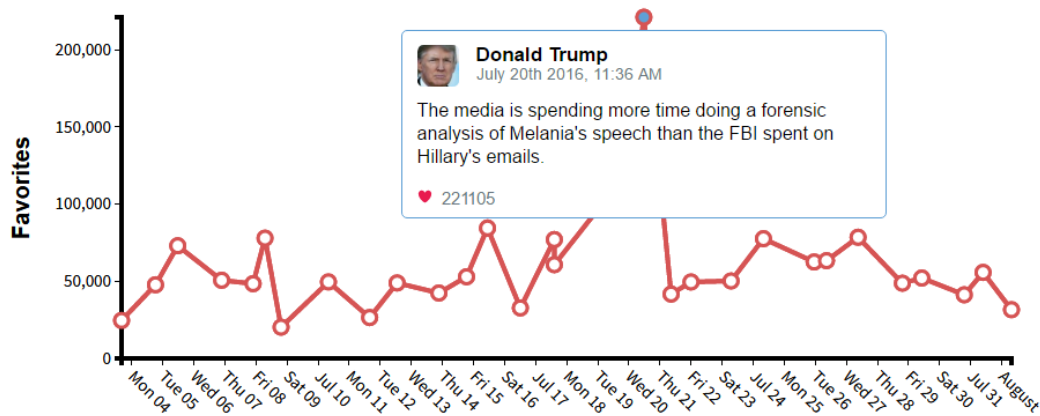 200,000
150,000
100,000
50,000
0
Favorites
Donald Trump
July 20th 2016, 11:36 AM
The media is spending more time doing a forensic
analysis of Melania's speech than the FBI spent on
Hillary's emails.
221105
Mon 04
Tue 05
Wed 06
Thu 07
Fri 08
Sat 09
Jul 10
Mon 11
Tue 12
Wed 13
Thu 14
Fri 15
Sat 16
Jul 17
Mon 18
Tue 19
Wed 20
Thu 21
Fri 22
Sat 23
Jul 24
Mon 25
Tue 26
Wed 27
Thu 28
Fri 29
Sat 30
Jul 31
August